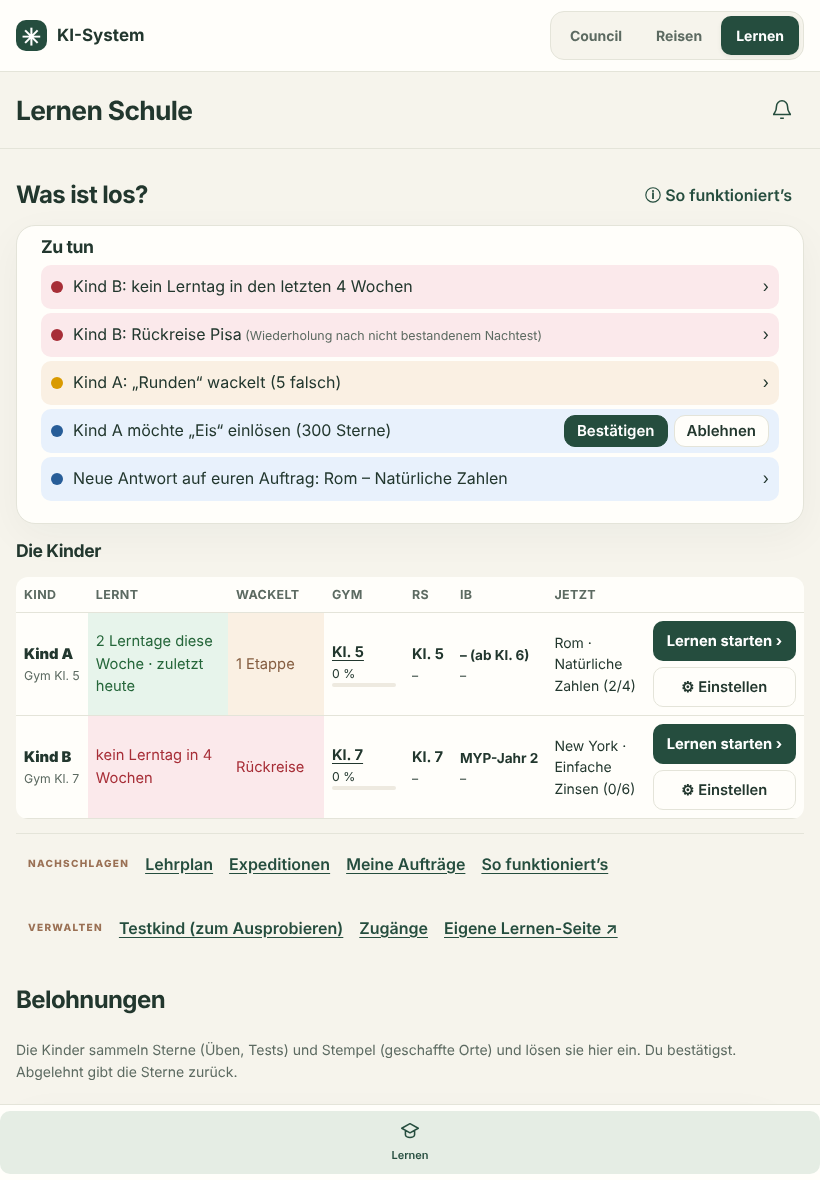 KI-System
Council Reisen Lernen
Lernen Schule
Was ist los?
ⓘ So funktioniert’s
Zu tun
Kind B: kein Lerntag in den letzten 4 Wochen ›
Kind B: Rückreise Pisa (Wiederholung nach nicht bestandenem Nachtest) ›
Kind A: „Runden“ wackelt (5 falsch) ›
Kind A möchte „Eis“ einlösen (300 Sterne) Bestätigen Ablehnen
Neue Antwort auf euren Auftrag: Rom – Natürliche Zahlen ›
Die Kinder
KIND LERNT WACKELT GYM RS IB JETZT
Kind A
Gym Kl. 5
2 Lerntage diese
Woche · zuletzt
heute
1 Etappe
Kl. 5
0 %
Kl. 5
–
– (ab Kl. 6)
–
Rom ·
Natürliche
Zahlen (2/4)
Lernen starten ›
⚙ Einstellen
Kind B
Gym Kl. 7
kein Lerntag in 4
Wochen
Rückreise
Kl. 7
0 %
Kl. 7
–
MYP-Jahr 2
–
New York ·
Einfache
Zinsen (0/6)
Lernen starten ›
⚙ Einstellen
NACHSCHLAGEN Lehrplan Expeditionen Meine Aufträge So funktioniert’s
VERWALTEN Testkind (zum Ausprobieren) Zugänge Eigene Lernen-Seite ↗
Belohnungen
Die Kinder sammeln Sterne (Üben, Tests) und Stempel (geschaffte Orte) und lösen sie hier ein. Du bestätigst.
Abgelehnt gibt die Sterne zurück.
Lernen